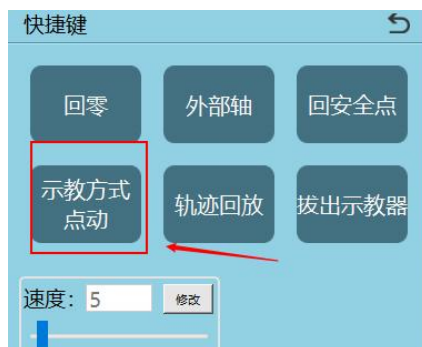 快捷键
回零
外部轴
回安全点
示教方式
点动
轨迹回放
拔出示教器
速度：5
修改